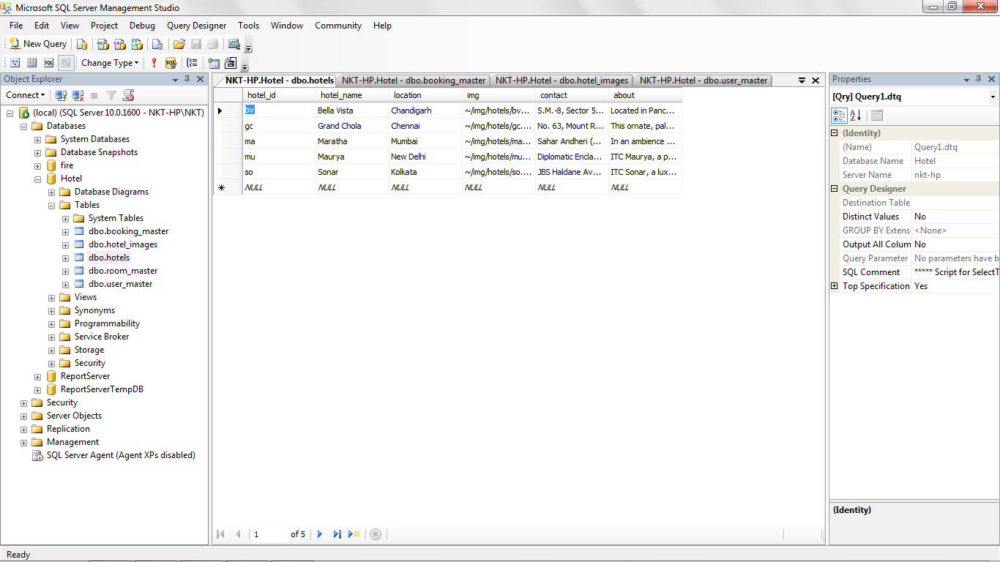 Microsoft SQL Server Management Studio
File Edit View Project Debug Query Designer Tools Window Community Help
New Query
Change Type
Object Explorer
Connect
(local) (SQL Server 10.0.1600 - NKT-HP\NKT)
Databases
System Databases
Database Snapshots
fire
Hotel
Database Diagrams
Tables
System Tables
dbo.booking_master
dbo.hotel_images
dbo.hotels
dbo.room_master
dbo.user_master
Views
Synonyms
Programmability
Service Broker
Storage
Security
ReportServer
ReportServerTempDB
Security
Server Objects
Replication
Management
SQL Server Agent (Agent XPs disabled)
NKT-HP.Hotel - dbo.hotels NKT-HP.Hotel - dbo.booking_master NKT-HP.Hotel - dbo.hotel_images NKT-HP.Hotel - dbo.user_master
hotel_id hotel_name location img contact about
bv Bella Vista Chandigarh ~/img/hotels/bv... S.M.-8, Sector 5... Located in Panc...
gc Grand Chola Chennai ~/img/hotels/gc.... No. 63, Mount R... This ornate, pal...
ma Maratha Mumbai ~/img/hotels/ma... Sahar Andheri (... In an ambience ...
mu Maurya New Delhi ~/img/hotels/mu... Diplomatic Encla... ITC Maurya, a p...
so Sonar Kolkata ~/img/hotels/so.... JBS Haldane Av... ITC Sonar, a lux...
NULL NULL NULL NULL NULL NULL
1 of 5
Properties
[Qry] Query1.dtq
(Identity)
(Name) Query1.dtq
Database Name Hotel
Server Name nkt-hp
Query Designer
Destination Table
Distinct Values No
GROUP BY Extens <None>
Output All Colum No
Query Parameter No parameters have b
SQL Comment ***** Script for SelectT
Top Specification Yes
(Identity)
Ready